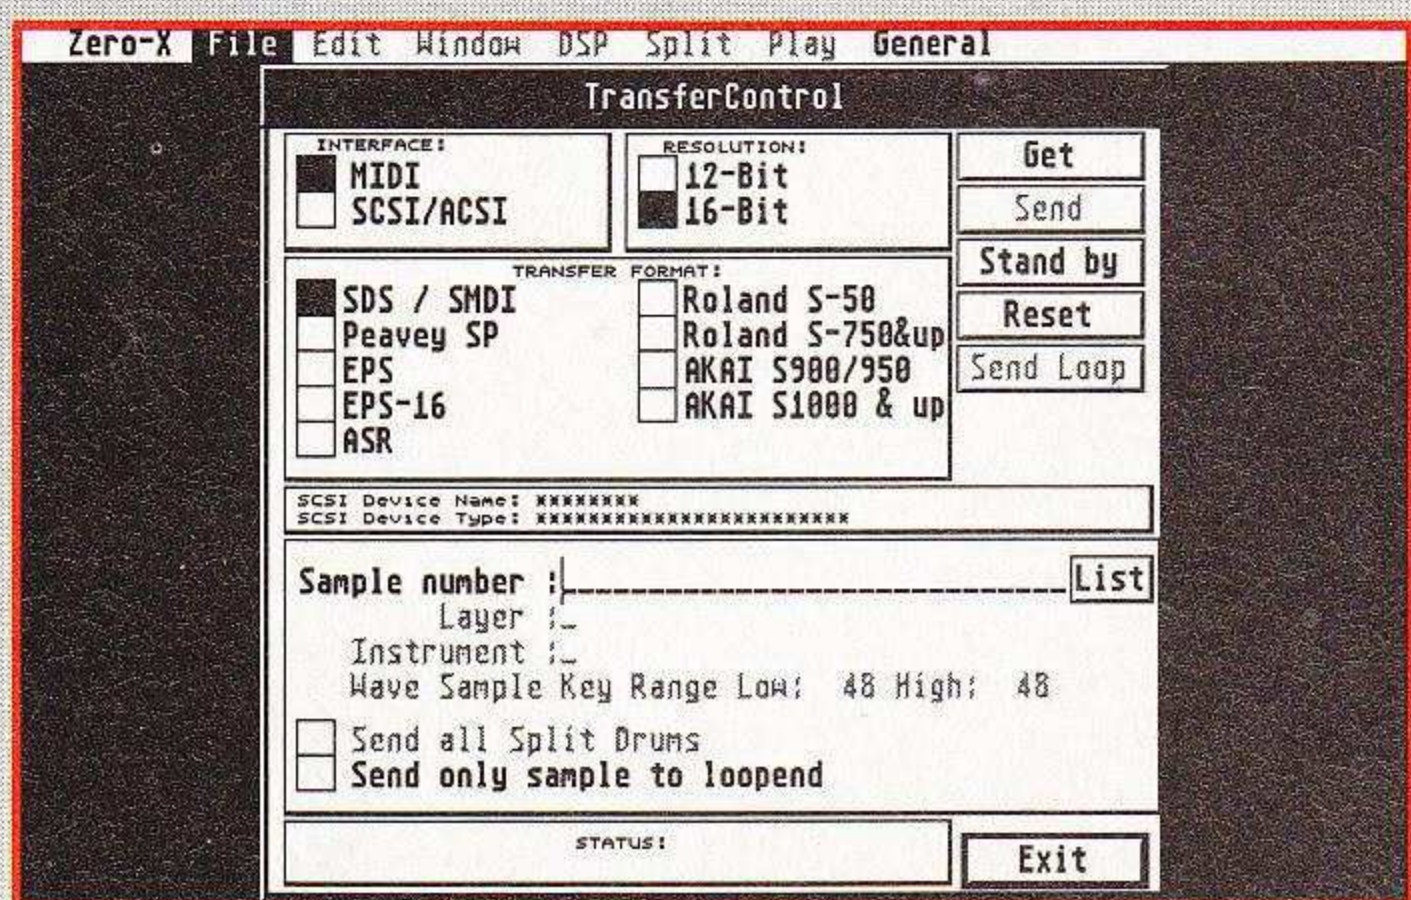 Zero-X File Edit Window DSP Split Play General
TransferControl
INTERFACE:
MIDI
SCSI/ACSI
RESOLUTION:
12-Bit
16-Bit
Get
Send
Stand by
Reset
Send Loop
TRANSFER FORMAT:
SDS / SMDI
Peavey SP
EPS
EPS-16
ASR
Roland S-50
Roland S-750&up
AKAI S900/950
AKAI S1000 & up
SCSI Device Name: ********
SCSI Device Type: ************************
Sample number :
List
Layer :_
Instrument :_
Wave Sample Key Range Low: 48 High: 48
Send all Split Drums
Send only sample to loopend
STATUS:
Exit